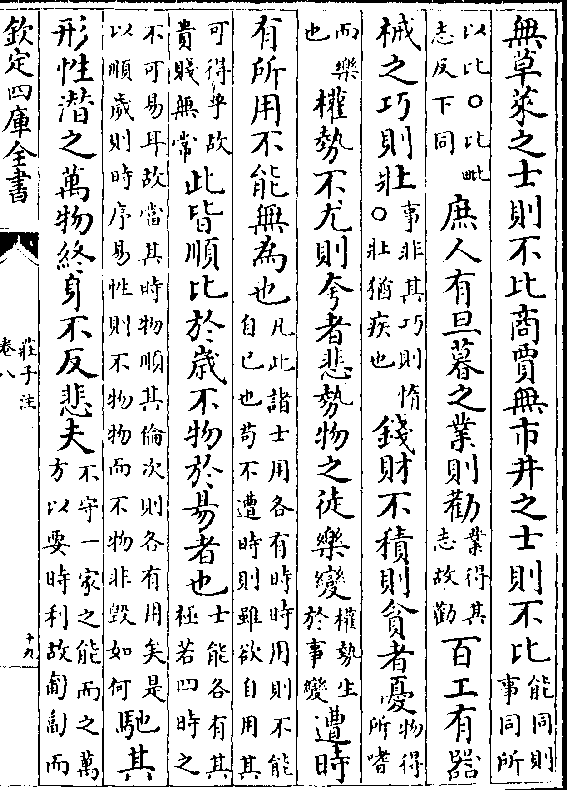 無草萊之士則不比商賈無市井之士則不比能同則事同所
以比○比毗志反下同庶人有旦暮之業則勸業得其志故勸百工有器
械之巧則壯事非其巧則惰○壯猶疾也錢財不積則貪者憂物得所嗜
而樂也權勢不尤則夸者悲勢物之徒樂變權勢生於事變遭時
有所用不能無為也凡此諸士用各有時時用則不能自已也苟不遭時則雖欲自用其
可得乎故貴賤無常此皆順比於歲不物於易者也士能各有其極若四時之
不可易耳故當其時物順其倫次則各有用矣是以順歲則時序易性則不物物而不物非毀如何馳其
形性潛之萬物終身不反悲夫不守一家之能而之萬方以要時利故匍匐而
欽定四庫全書
莊子注
卷八
十九